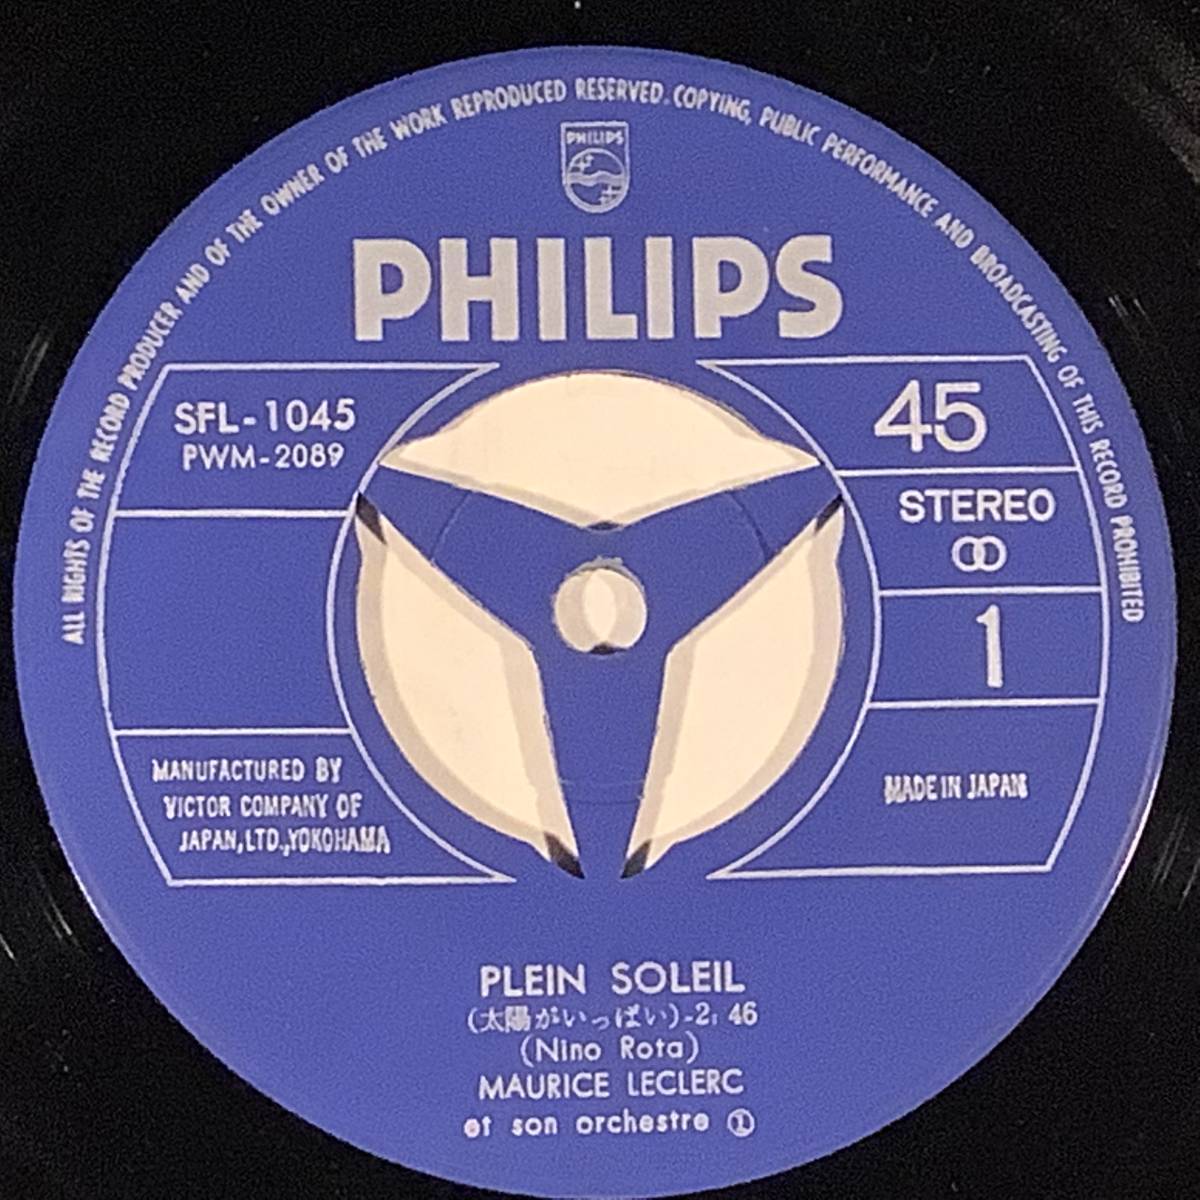 ALL RIGHTS OF THE RECORD PRODUCER AND OF THE OWNER OF THE WORK REPRODUCED RESERVED. COPYING, PUBLIC PERFORMANCE AND BROADCASTING OF THIS RECORD PROHIBITED
PHILIPS
PHILIPS
SFL-1045
PWM-2089
45
STEREO
1
MANUFACTURED BY
VICTOR COMPANY OF
JAPAN, LTD., YOKOHAMA
MADE IN JAPAN
PLEIN SOLEIL
(太陽がいっぱい)-2:46
(Nino Rota)
MAURICE LECLERC
et son orchestre ①